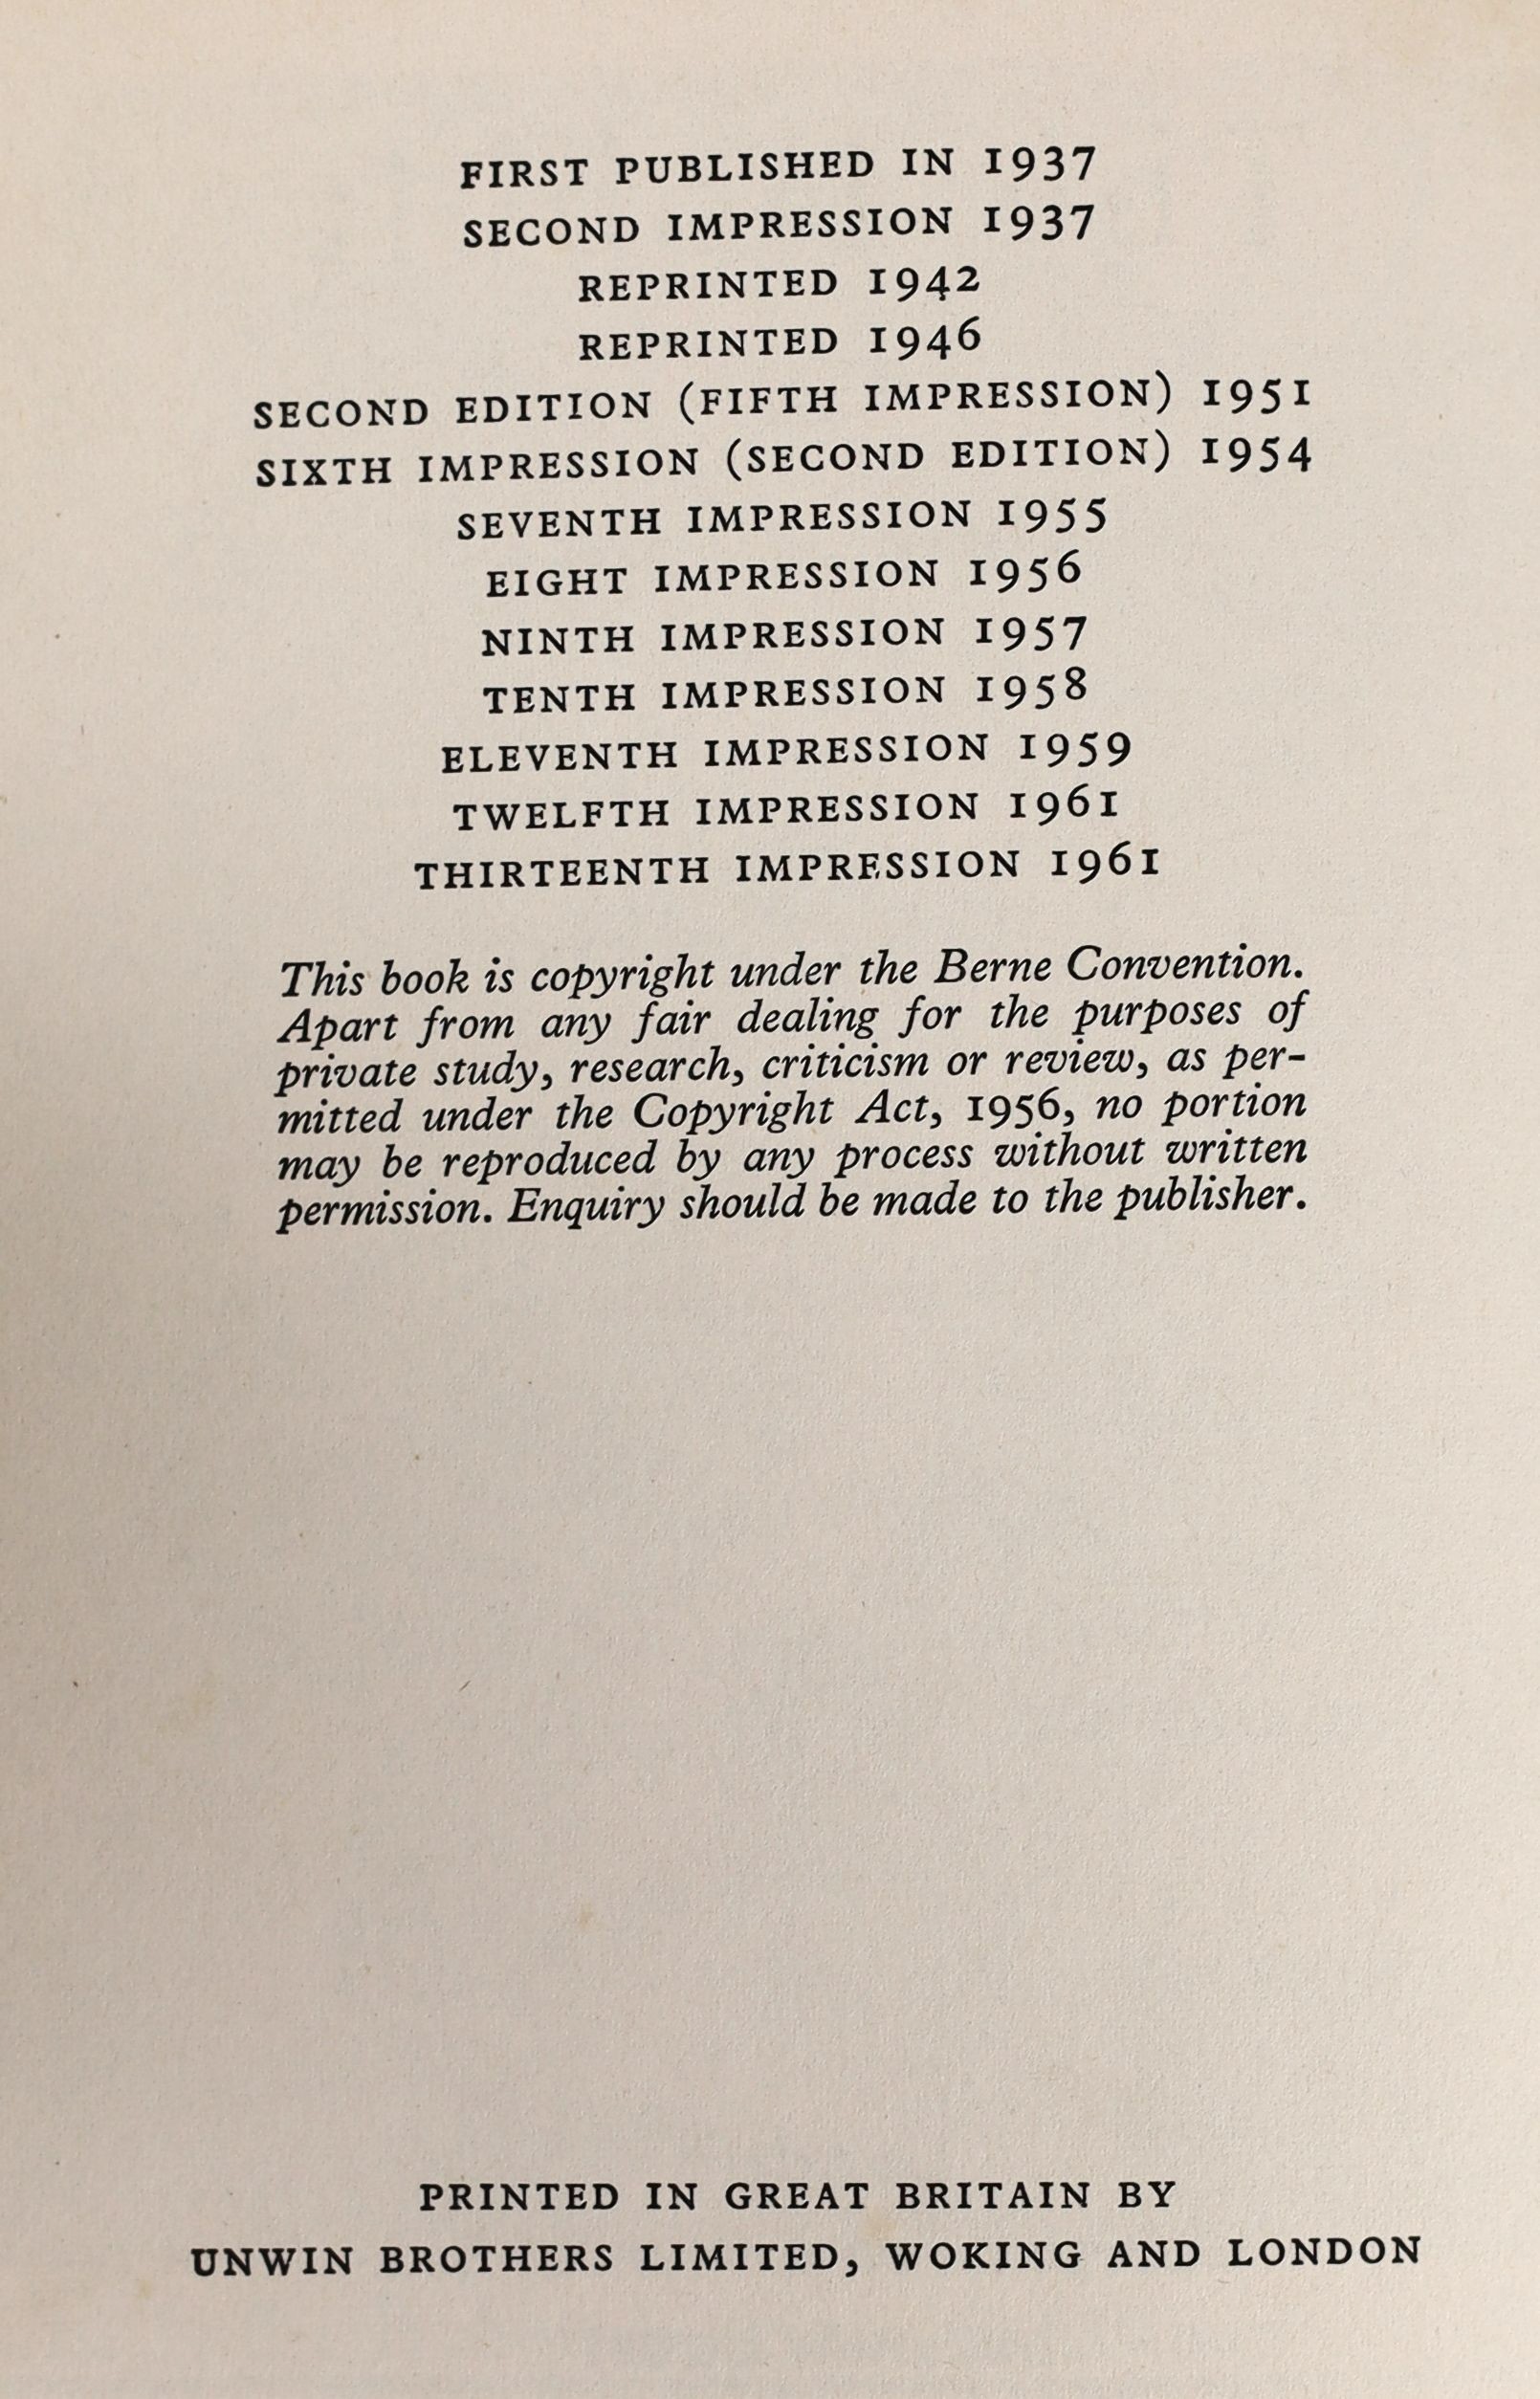 FIRST PUBLISHED IN 1937
SECOND IMPRESSION 1937
REPRINTED 1942
REPRINTED 1946
SECOND EDITION (FIFTH IMPRESSION) 1951
SIXTH IMPRESSION (SECOND EDITION) 1954
SEVENTH IMPRESSION 1955
EIGHT IMPRESSION 1956
NINTH IMPRESSION 1957
TENTH IMPRESSION 1958
ELEVENTH IMPRESSION 1959
TWELFTH IMPRESSION 1961
THIRTEENTH IMPRESSION 1961
This book is copyright under the Berne Convention.
Apart from any fair dealing for the purposes of
private study, research, criticism or review, as per-
mitted under the Copyright Act, 1956, no portion
may be reproduced by any process without written
permission. Enquiry should be made to the publisher.
PRINTED IN GREAT BRITAIN BY
UNWIN BROTHERS LIMITED, WOKING AND LONDON